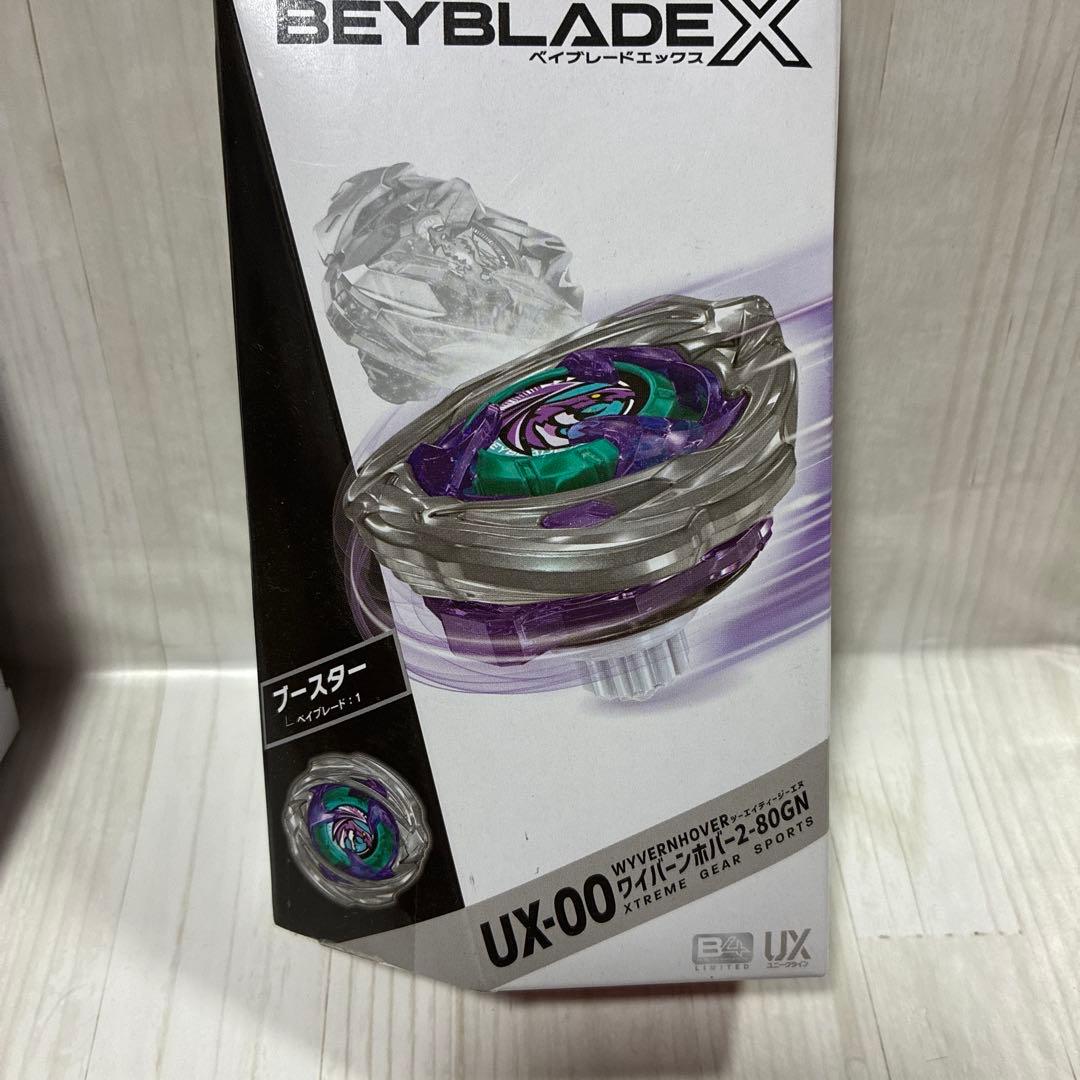 BEYBLADE X
ベイブレードエックス
ブースター
ベイブレード:1
UX-00
WYVERNHOVER ツーエイティージーエヌ
ワイバーンホバー2-80GN
XTREME GEAR SPORTS
B4
LIMITED
UX
ユニークライン